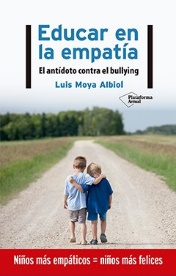 Educar en
la empatía
El antídoto contra el bullying
Luis Moya Albiol
Plataforma
Actual
Niños más empáticos = niños más felices